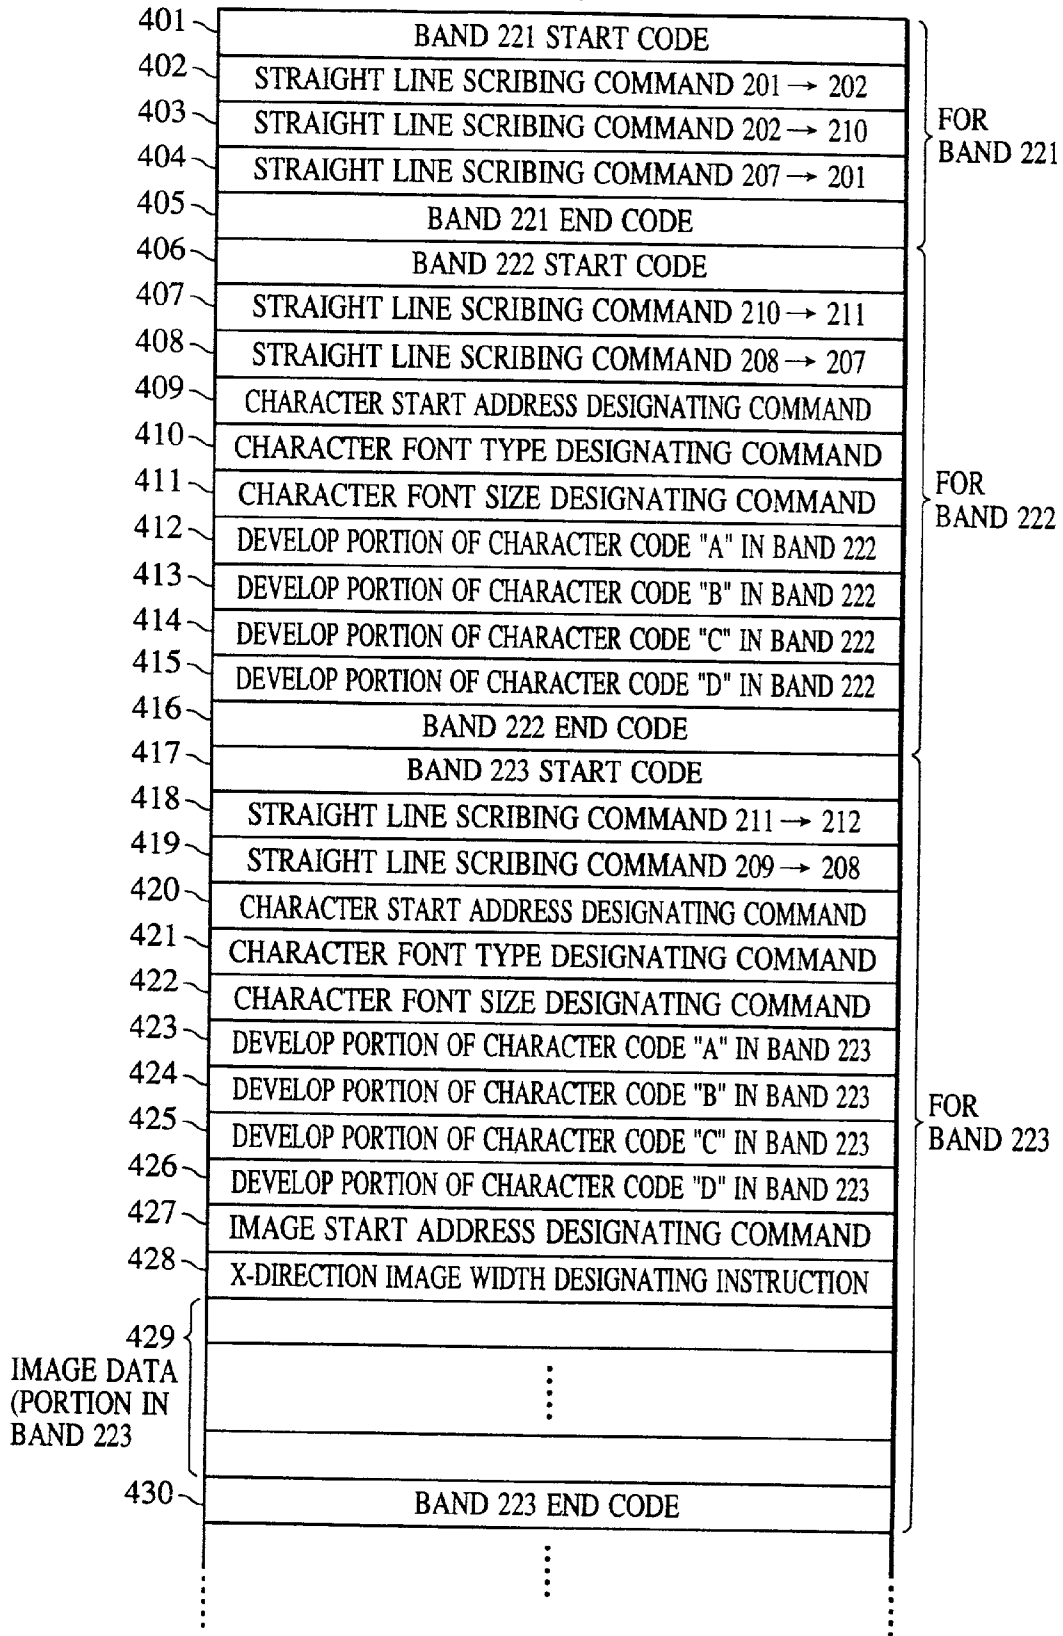 401 BAND 221 START CODE
402 STRAIGHT LINE SCRIBING COMMAND 201 → 202
403 STRAIGHT LINE SCRIBING COMMAND 202 → 210
404 STRAIGHT LINE SCRIBING COMMAND 207 → 201
405 BAND 221 END CODE
FOR
BAND 221
406 BAND 222 START CODE
407 STRAIGHT LINE SCRIBING COMMAND 210 → 211
408 STRAIGHT LINE SCRIBING COMMAND 208 → 207
409 CHARACTER START ADDRESS DESIGNATING COMMAND
410 CHARACTER FONT TYPE DESIGNATING COMMAND
411 CHARACTER FONT SIZE DESIGNATING COMMAND
412 DEVELOP PORTION OF CHARACTER CODE "A" IN BAND 222
413 DEVELOP PORTION OF CHARACTER CODE "B" IN BAND 222
414 DEVELOP PORTION OF CHARACTER CODE "C" IN BAND 222
415 DEVELOP PORTION OF CHARACTER CODE "D" IN BAND 222
416 BAND 222 END CODE
FOR
BAND 222
417 BAND 223 START CODE
418 STRAIGHT LINE SCRIBING COMMAND 211 → 212
419 STRAIGHT LINE SCRIBING COMMAND 209 → 208
420 CHARACTER START ADDRESS DESIGNATING COMMAND
421 CHARACTER FONT TYPE DESIGNATING COMMAND
422 CHARACTER FONT SIZE DESIGNATING COMMAND
423 DEVELOP PORTION OF CHARACTER CODE "A" IN BAND 223
424 DEVELOP PORTION OF CHARACTER CODE "B" IN BAND 223
425 DEVELOP PORTION OF CHARACTER CODE "C" IN BAND 223
426 DEVELOP PORTION OF CHARACTER CODE "D" IN BAND 223
427 IMAGE START ADDRESS DESIGNATING COMMAND
428 X-DIRECTION IMAGE WIDTH DESIGNATING INSTRUCTION
429
IMAGE DATA
(PORTION IN
BAND 223
430 BAND 223 END CODE
FOR
BAND 223